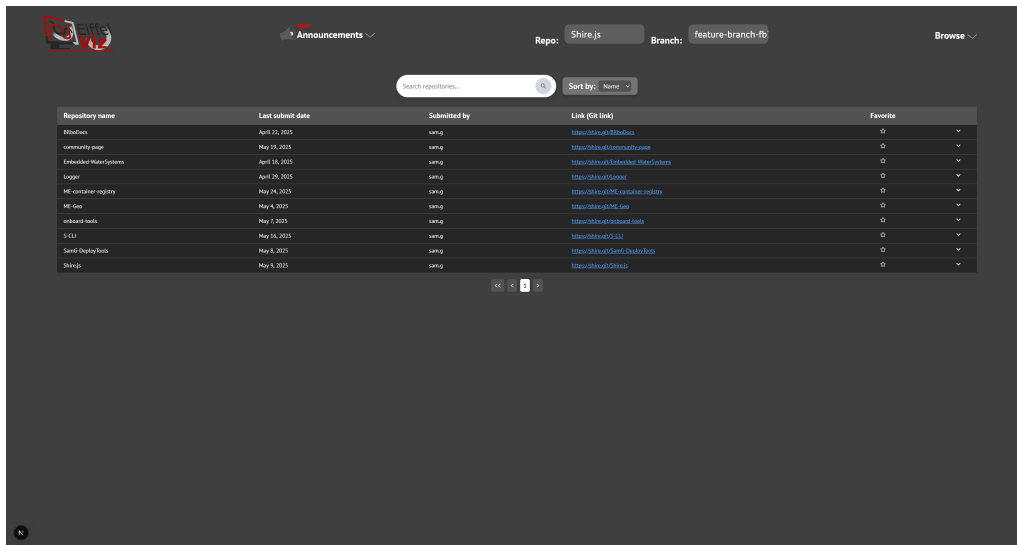 Eiffel
Viz
Announcements
Repo: Shire.js Branch: feature-branch-fb
Browse
Search repositories...
Sort by: Name
Repository name Last submit date Submitted by Link (Git link) Favorite
BilboDocs April 22, 2025 sam.g https://shire.git/BilboDocs
community-page May 19, 2025 sam.g https://shire.git/community-page
Embedded-WaterSystems April 18, 2025 sam.g https://shire.git/Embedded-WaterSystems
Logger April 29, 2025 sam.g https://shire.git/Logger
ME-container-registry May 24, 2025 sam.g https://shire.git/ME-container-registry
ME-Geo May 4, 2025 sam.g https://shire.git/ME-Geo
onboard-tools May 7, 2025 sam.g https://shire.git/onboard-tools
S-CLI May 16, 2025 sam.g https://shire.git/S-CLI
SamG-DeployTools May 8, 2025 sam.g https://shire.git/SamG-DeployTools
Shire.js May 9, 2025 sam.g https://shire.git/Shire.js
<< < 1 >
N